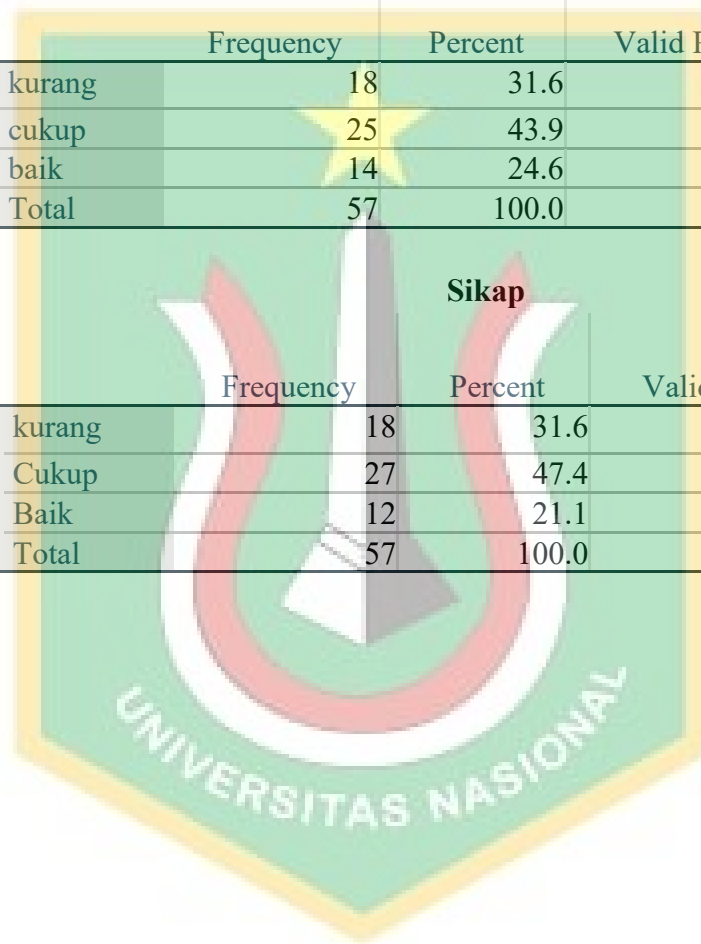 Frequency Percent Valid P
kurang 18 31.6
cukup 25 43.9
baik 14 24.6
Total 57 100.0
Sikap
Frequency Percent Valid
kurang 18 31.6
Cukup 27 47.4
Baik 12 21.1
Total 57 100.0
UNIVERSITAS NASIONAL